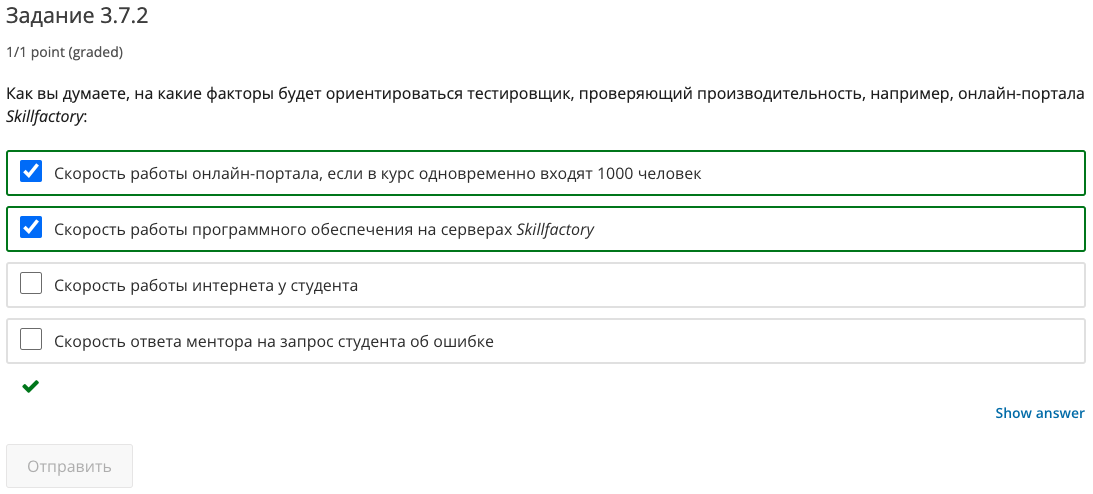 Задание 3.7.2
1/1 point (graded)
Как вы думаете, на какие факторы будет ориентироваться тестировщик, проверяющий производительность, например, онлайн-портала
Skillfactory:
Скорость работы онлайн-портала, если в курс одновременно входят 1000 человек
Скорость работы программного обеспечения на серверах Skillfactory
Скорость работы интернета у студента
Скорость ответа ментора на запрос студента об ошибке
Show answer
Отправить